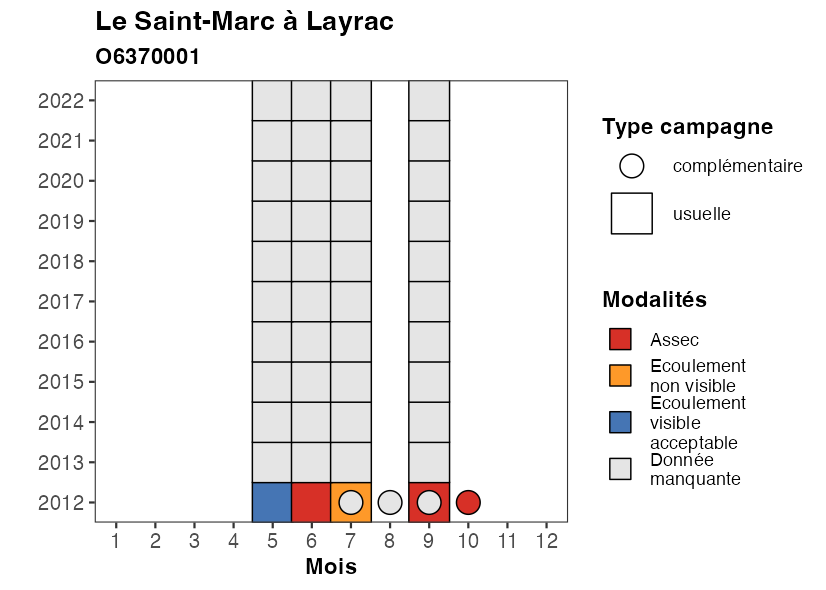 Le Saint-Marc à Layrac
O6370001
2022
2021
2020
2019
2018
2017
2016
2015
2014
2013
2012
1 2 3 4 5 6 7 8 9 10 11 12
Mois
Type campagne
complémentaire
usuelle
Modalités
Assec
Ecoulement
non visible
Ecoulement
visible
acceptable
Donnée
manquante